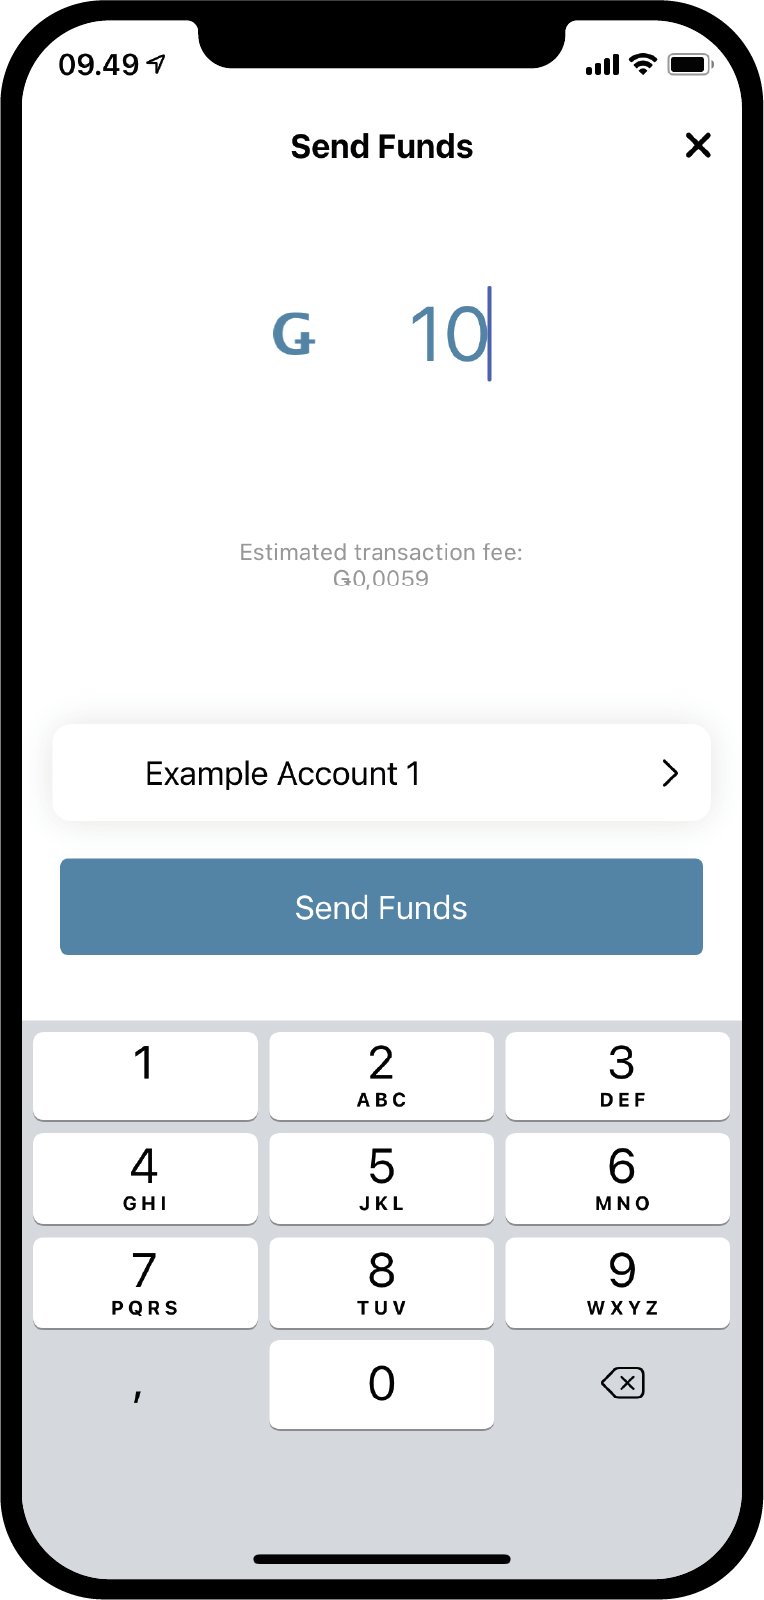 09.49
Send Funds
G 10
Estimated transaction fee:
G0,0059
Example Account 1
Send Funds
1
2
ABC
3
DEF
4
GHI
5
JKL
6
MNO
7
PQRS
8
TUV
9
WXYZ
,
0